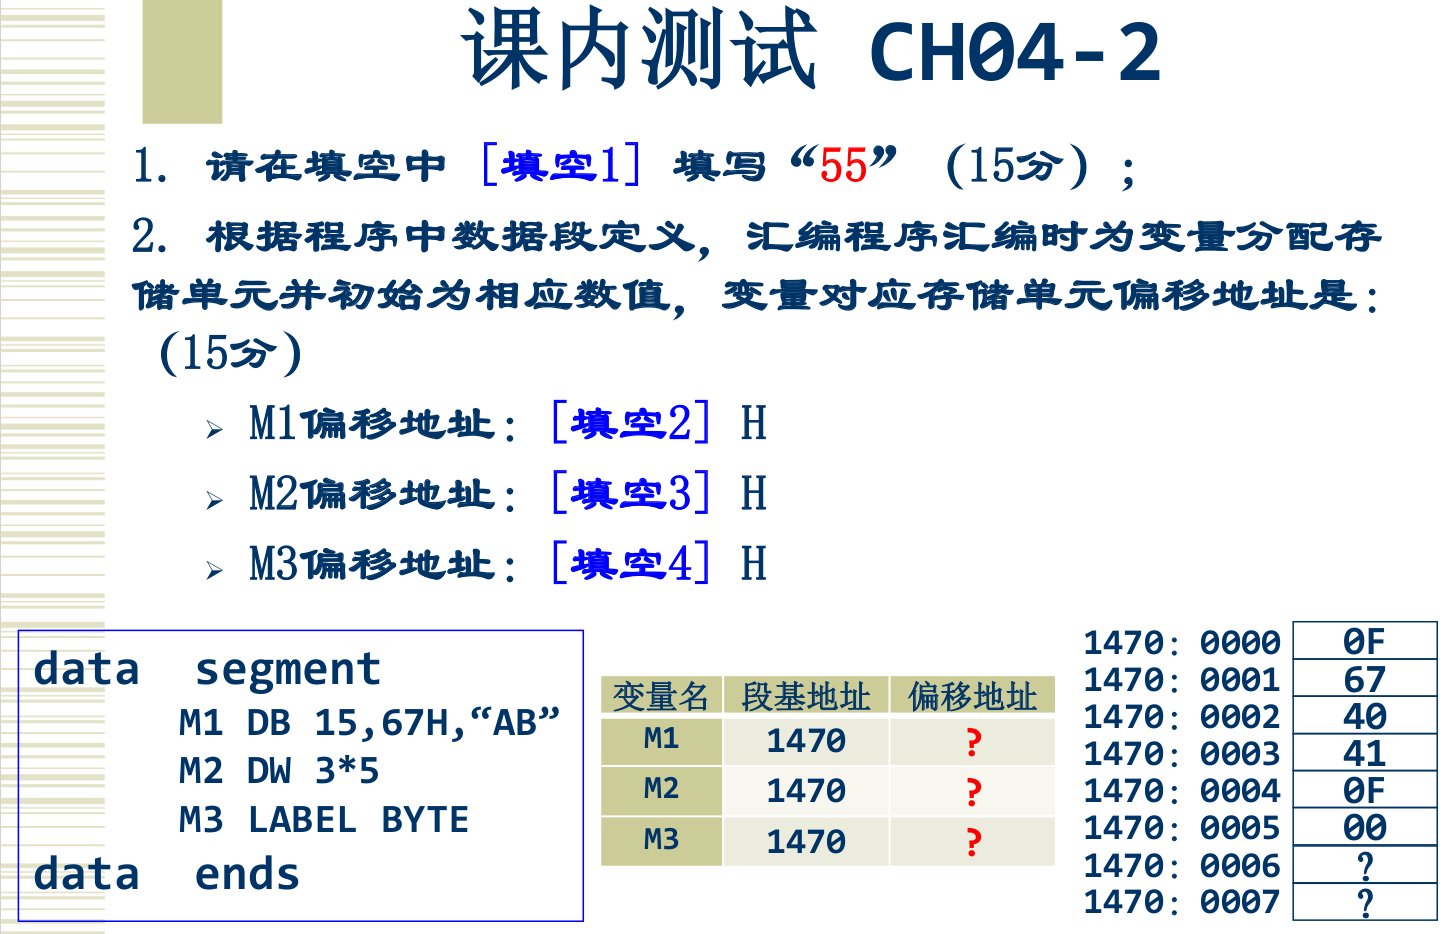 课内测试 CH04-2
1. 请在填空中 [填空1] 填写“55” (15分) ;
2. 根据程序中数据段定义, 汇编程序汇编时为变量分配存
储单元并初始为相应数值, 变量对应存储单元偏移地址是:
(15分)
➢ M1偏移地址: [填空2] H
➢ M2偏移地址: [填空3] H
➢ M3偏移地址: [填空4] H
data segment
M1 DB 15,67H,“AB”
M2 DW 3*5
M3 LABEL BYTE
data ends
变量名 段基地址 偏移地址
M1 1470 ?
M2 1470 ?
M3 1470 ?
1470: 0000 0F
1470: 0001 67
1470: 0002 40
1470: 0003 41
1470: 0004 0F
1470: 0005 00
1470: 0006 ?
1470: 0007 ?